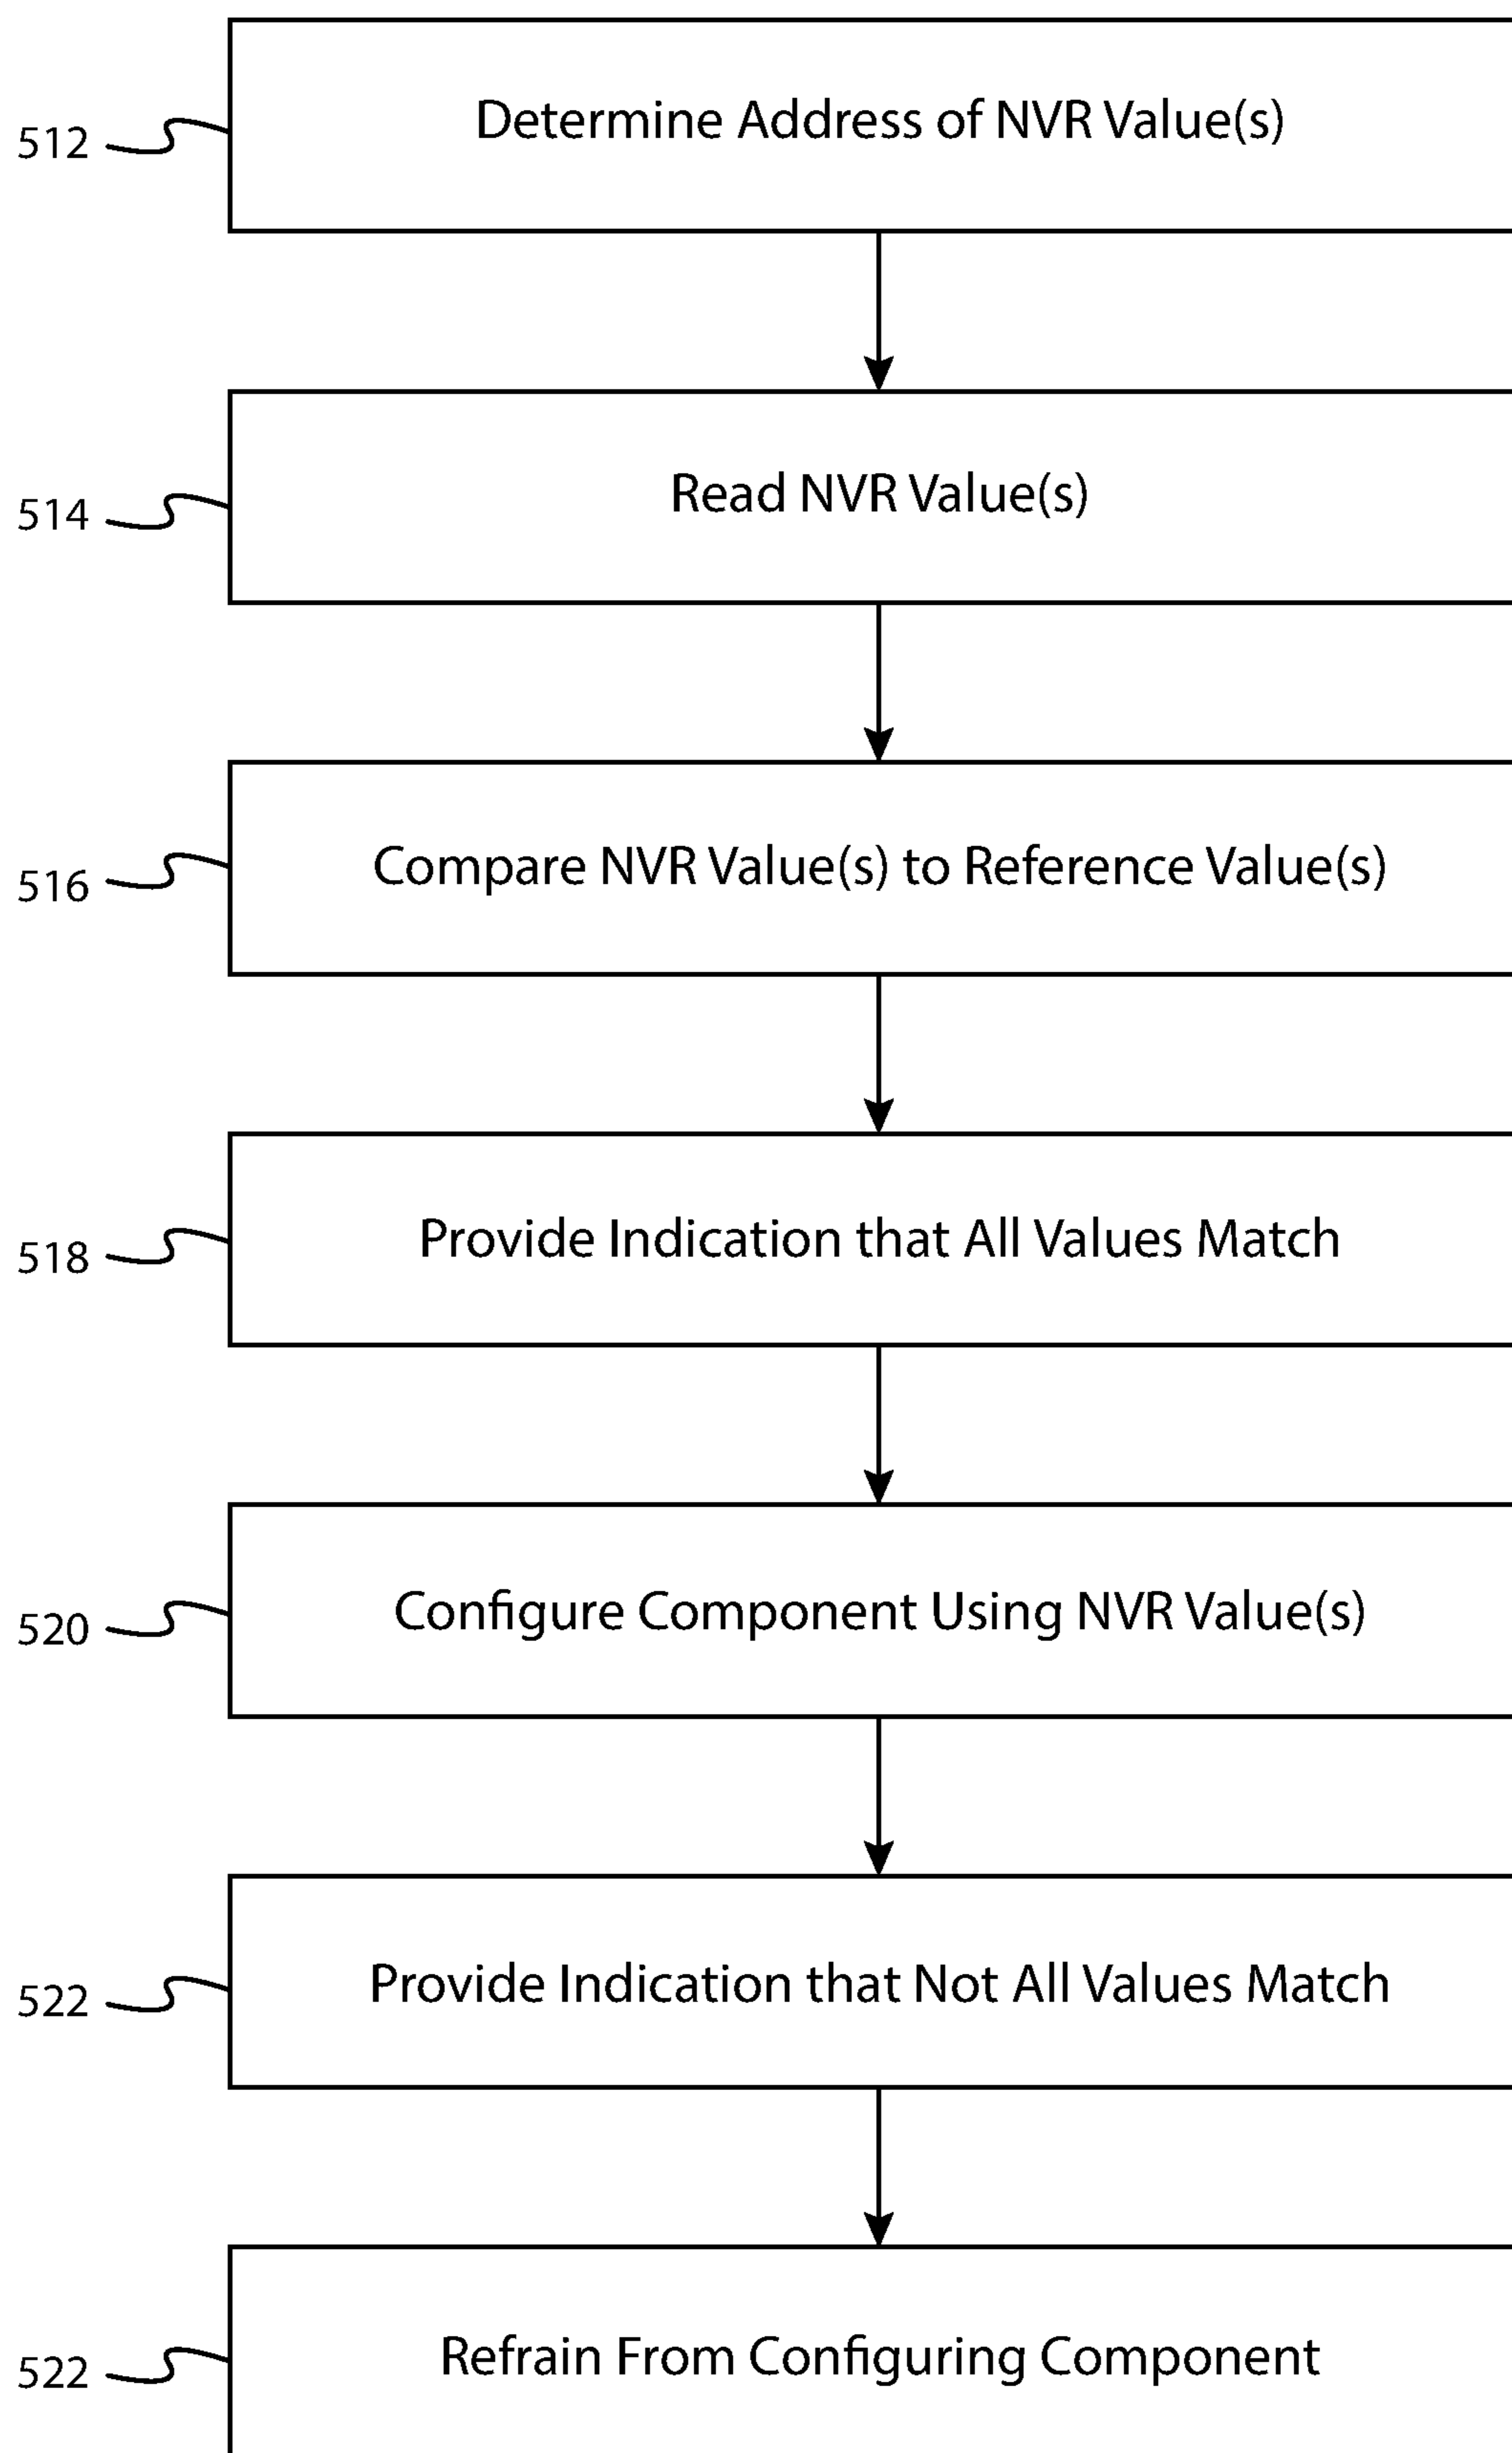 512
Determine Address of NVR Value(s)
514
Read NVR Value(s)
516
Compare NVR Value(s) to Reference Value(s)
518
Provide Indication that All Values Match
520
Configure Component Using NVR Value(s)
522
Provide Indication that Not All Values Match
522
Refrain From Configuring Component